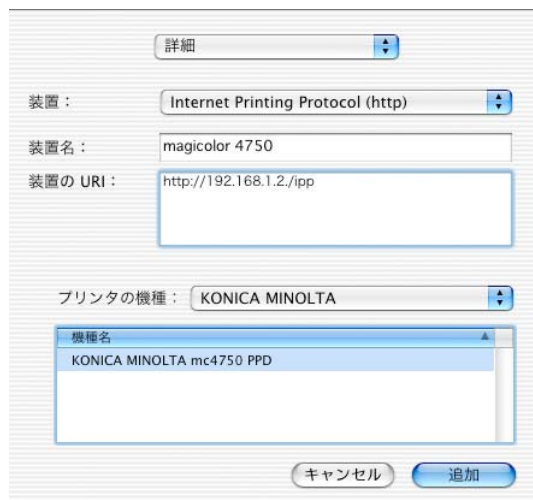 詳細
装置： Internet Printing Protocol (http)
装置名： magicolor 4750
装置の URI： http://192.168.1.2./ipp
プリンタの機種： KONICA MINOLTA
機種名
KONICA MINOLTA mc4750 PPD
キャンセル 追加